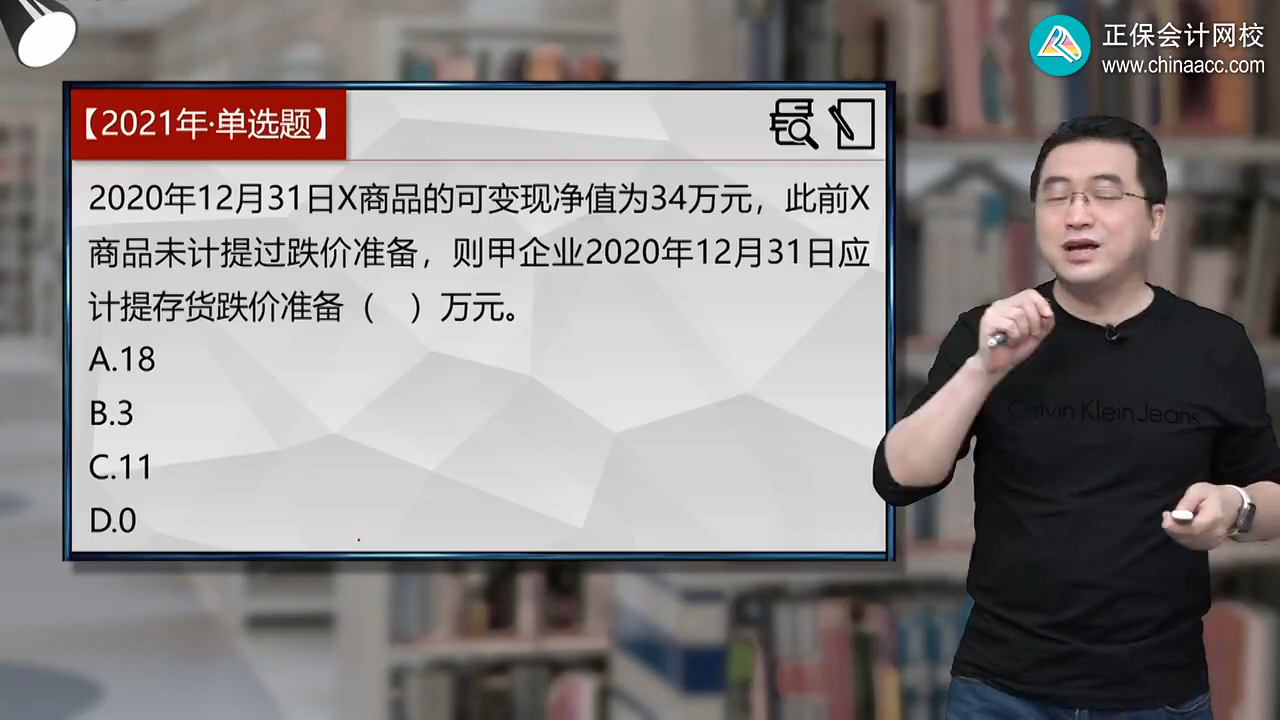 正保会计网校
www.chinaacc.com
【2021年·单选题】
2020年12月31日X商品的可变现净值为34万元，此前X
商品未计提过跌价准备，则甲企业2020年12月31日应
计提存货跌价准备（　）万元。
A.18
B.3
C.11
D.0
Calvin Klein Jeans